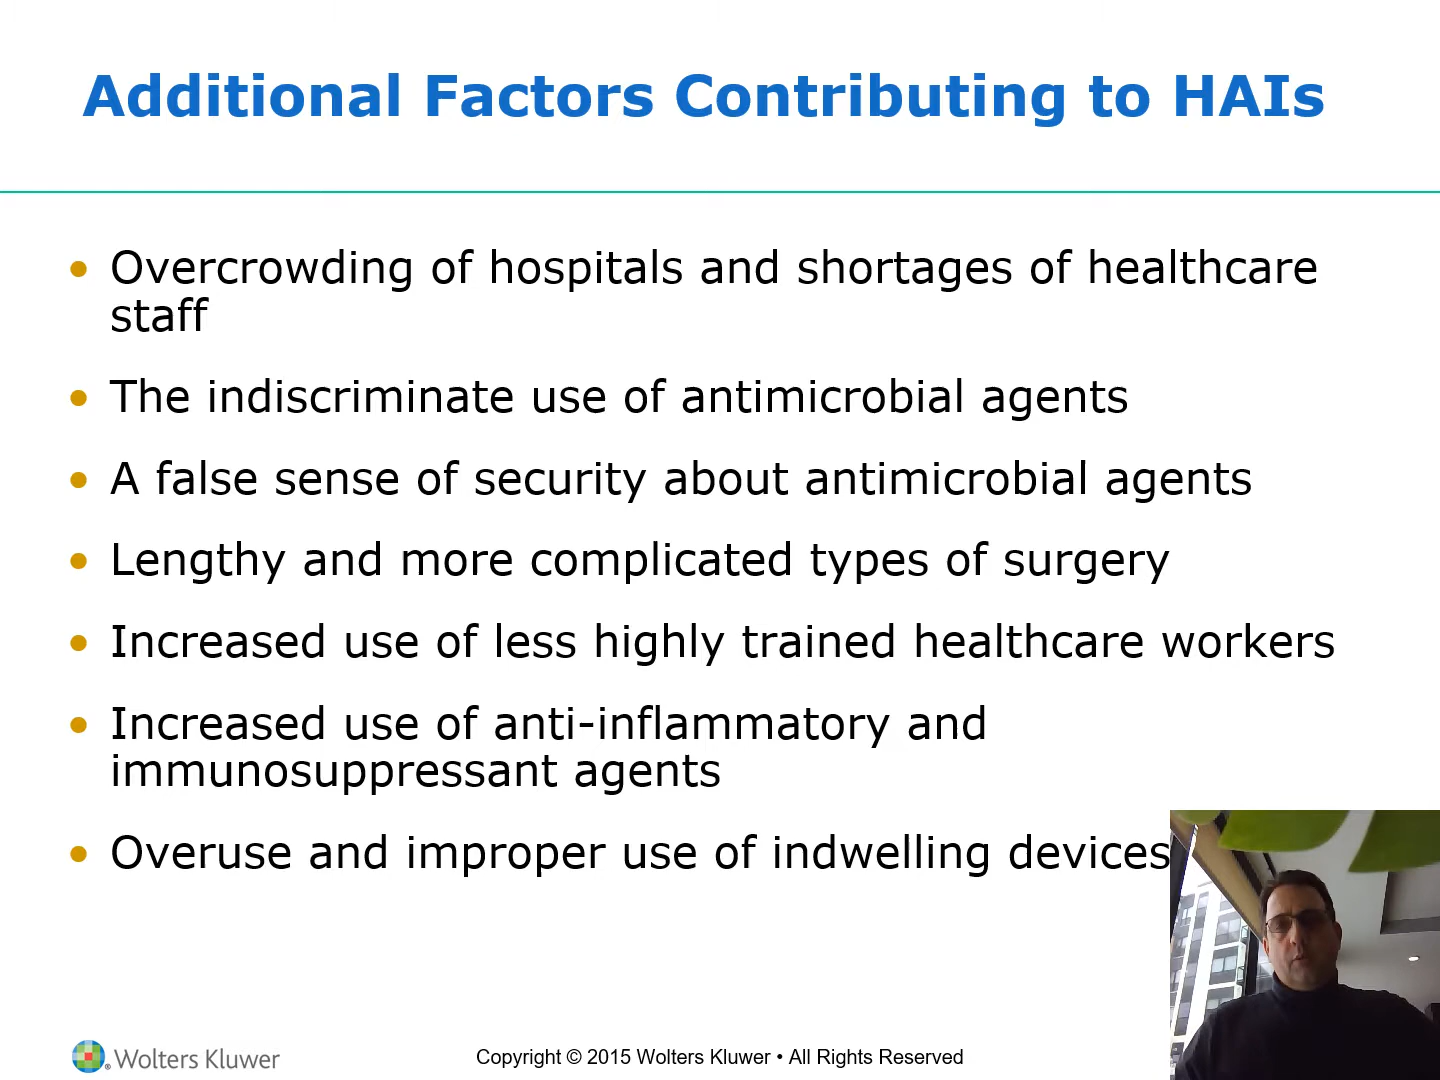 Additional Factors Contributing to HAIs
• Overcrowding of hospitals and shortages of healthcare
staff
• The indiscriminate use of antimicrobial agents
• A false sense of security about antimicrobial agents
• Lengthy and more complicated types of surgery
• Increased use of less highly trained healthcare workers
• Increased use of anti-inflammatory and
immunosuppressant agents
• Overuse and improper use of indwelling devices
Wolters Kluwer
Copyright © 2015 Wolters Kluwer • All Rights Reserved